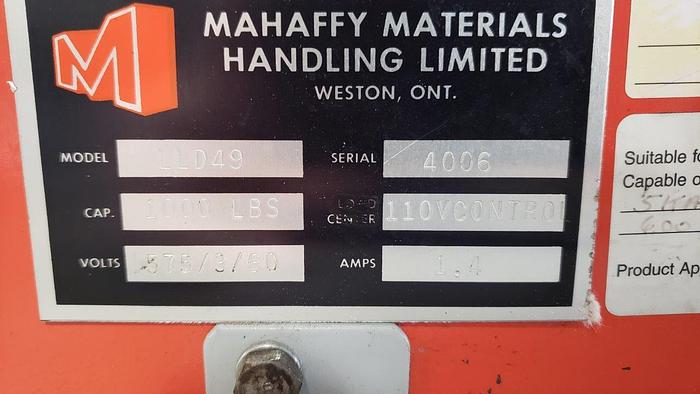 M
MAHAFFY MATERIALS
HANDLING LIMITED
WESTON, ONT.
MODEL LLD49 SERIAL 4006
CAP. 1000 LBS LOAD CENTER 110VCONTROL
VOLTS 575/3/60 AMPS 1.4
Suitable fo
Capable o
600
Product Ap